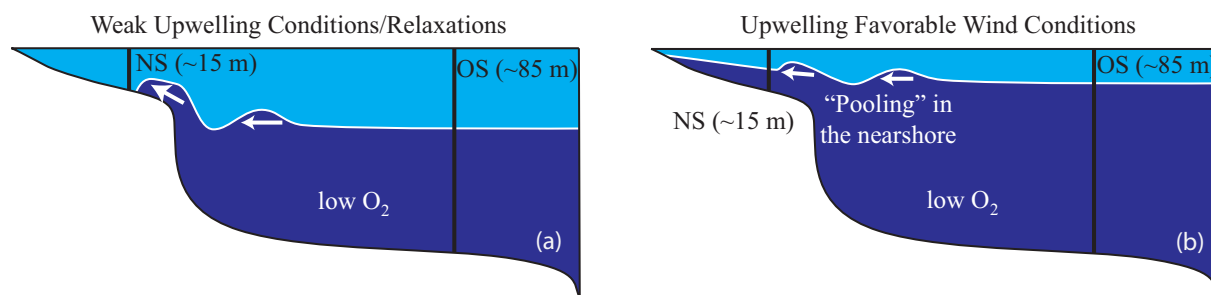 Weak Upwelling Conditions/Relaxations
NS (~15 m)
OS (~85 m)
low O₂
(a)
Upwelling Favorable Wind Conditions
OS (~85 m
NS (~15 m)
“Pooling” in
the nearshore
low O₂
(b)